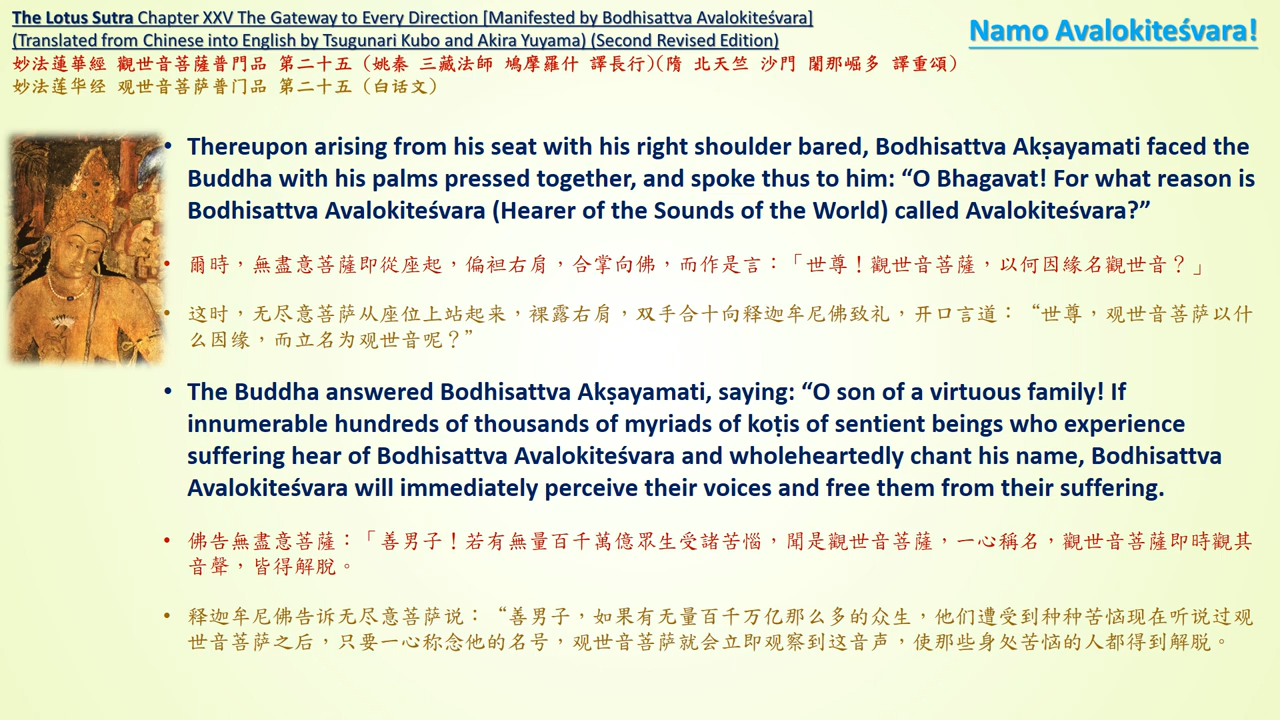 The Lotus Sutra Chapter XXV The Gateway to Every Direction [Manifested by Bodhisattva Avalokiteśvara]
(Translated from Chinese into English by Tsugunari Kubo and Akira Yuyama) (Second Revised Edition)
妙法蓮華經 觀世音菩薩普門品 第二十五 (姚秦 三藏法師 鳩摩羅什 譯長行)(隋 北天竺 沙門 闍那崛多 譯重頌)
妙法莲华经 观世音菩萨普门品 第二十五 (白话文)
Namo Avalokiteśvara!
• Thereupon arising from his seat with his right shoulder bared, Bodhisattva Akṣayamati faced the
Buddha with his palms pressed together, and spoke thus to him: “O Bhagavat! For what reason is
Bodhisattva Avalokiteśvara (Hearer of the Sounds of the World) called Avalokiteśvara?”
• 爾時，無盡意菩薩即從座起，偏袒右肩，合掌向佛，而作是言：「世尊！觀世音菩薩，以何因緣名觀世音？」
• 这时，无尽意菩萨从座位上站起来，裸露右肩，双手合十向释迦牟尼佛致礼，开口言道：“世尊，观世音菩萨以什
么因缘，而立名为观世音呢？”
• The Buddha answered Bodhisattva Akṣayamati, saying: “O son of a virtuous family! If
innumerable hundreds of thousands of myriads of koṭis of sentient beings who experience
suffering hear of Bodhisattva Avalokiteśvara and wholeheartedly chant his name, Bodhisattva
Avalokiteśvara will immediately perceive their voices and free them from their suffering.
• 佛告無盡意菩薩：「善男子！若有無量百千萬億眾生受諸苦惱，聞是觀世音菩薩，一心稱名，觀世音菩薩即時觀其
音聲，皆得解脫。
• 释迦牟尼佛告诉无尽意菩萨说：“善男子，如果有无量百千万亿那么多的众生，他们遭受到种种苦恼现在听说过观
世音菩萨之后，只要一心称念他的名号，观世音菩萨就会立即观察到这音声，使那些身处苦恼的人都得到解脱。